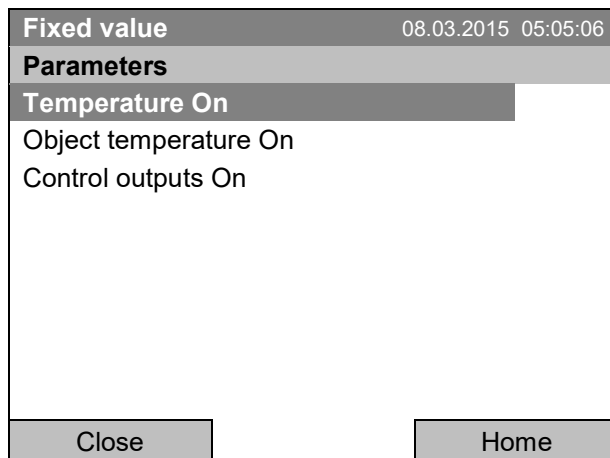 Fixed value 08.03.2015 05:05:06
Parameters
Temperature On
Object temperature On
Control outputs On
Close Home